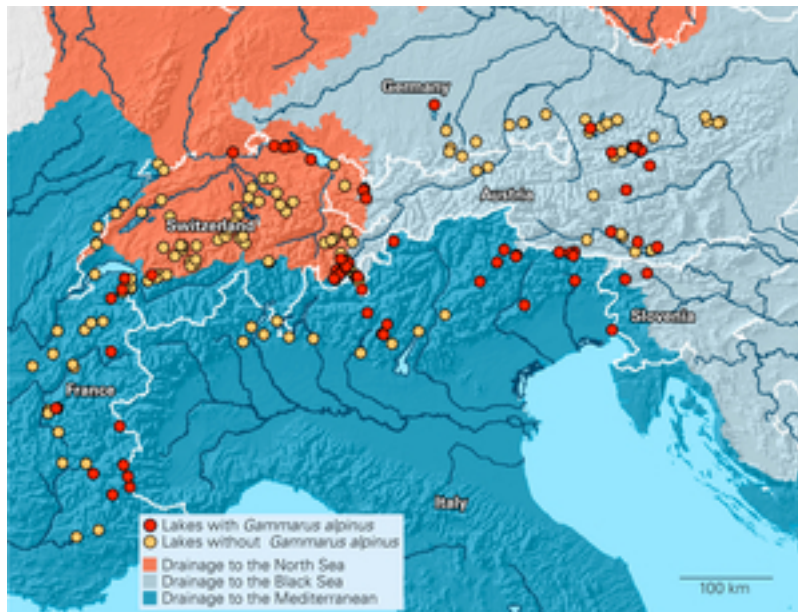 Germany
Austria
Switzerland
Slovenia
France
Italy
Lakes with Gammarus alpinus
Lakes without Gammarus alpinus
Drainage to the North Sea
Drainage to the Black Sea
Drainage to the Mediterranean
100 km